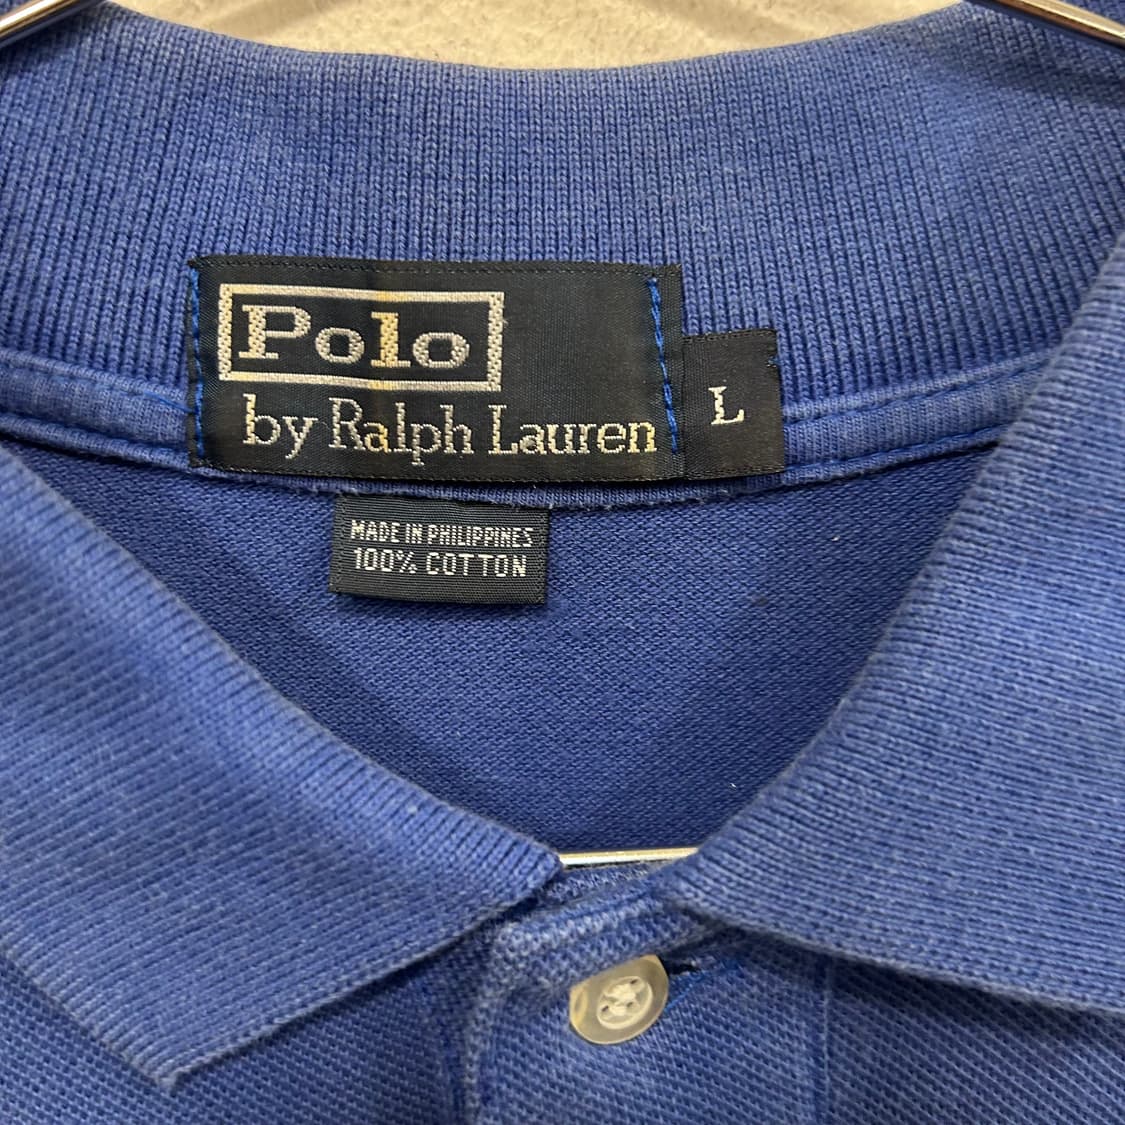 Polo
by Ralph Lauren
L
MADE IN PHILIPPINES
100% COTTON